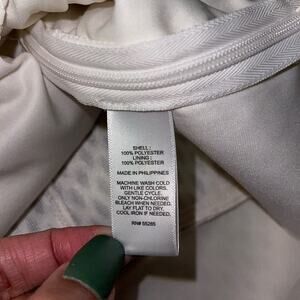 SHELL :
100% POLYESTER
LINING :
100% POLYESTER
MADE IN PHILIPPINES
MACHINE WASH COLD
WITH LIKE COLORS.
GENTLE CYCLE.
ONLY NON-CHLORINE
BLEACH WHEN NEEDED.
LAY FLAT TO DRY.
COOL IRON IF NEEDED.
RN# 55285